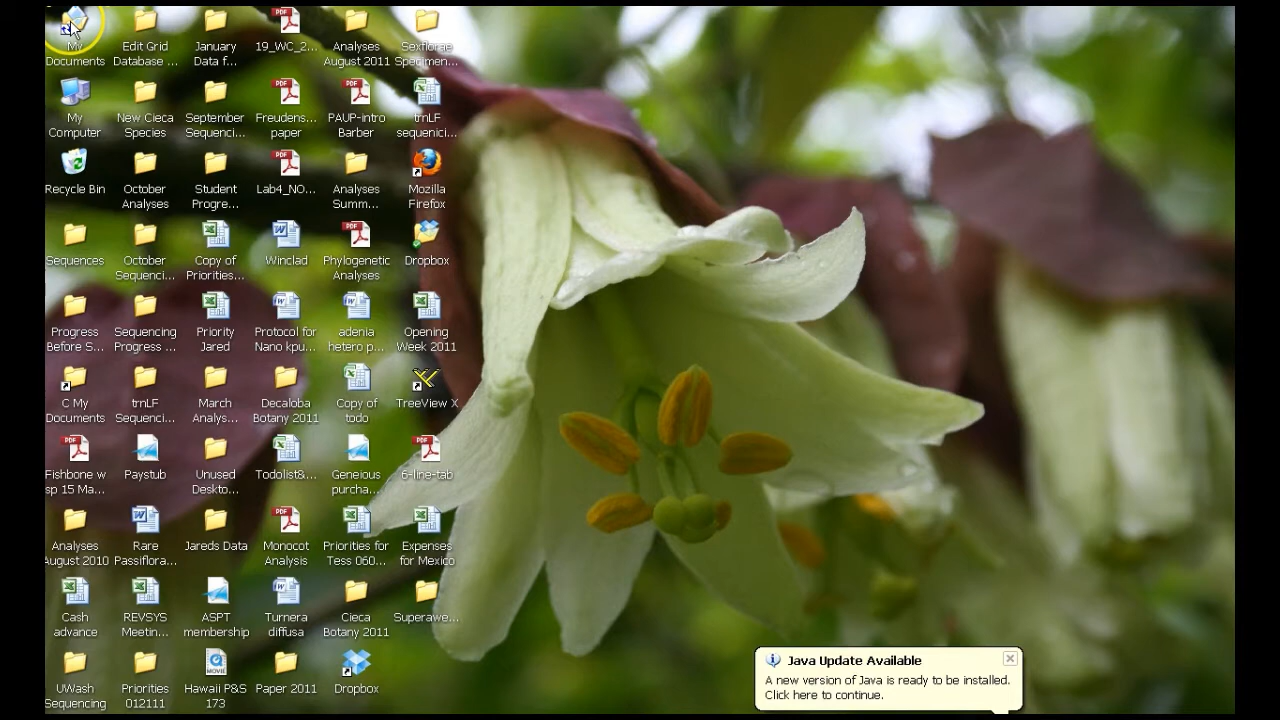 My
Documents
Edit Grid
Database ...
January
Data f...
19_WC_2...
Analyses
August 2011
Sexflorae
Specimen...
My
Computer
New Cieca
Species
September
Sequenci...
Freudens...
paper
PAUP-intro
Barber
trnLF
sequenci...
Recycle Bin
October
Analyses
Student
Progre...
Lab4_NO...
Analyses
Summ...
Mozilla
Firefox
Sequences
October
Sequenci...
Copy of
Priorities...
Winclad
Phylogenetic
Analyses
Dropbox
Progress
Before S...
Sequencing
Progress ...
Priority
Jared
Protocol for
Nano kpu...
adenia
hetero p...
Opening
Week 2011
C My
Documents
trnLF
Sequenci...
March
Analys...
Decaloba
Botany 2011
Copy of
todo
TreeView X
Fishbone w
sp 15 Ma...
Paystub
Unused
Deskto...
Todolist&...
Geneious
purcha...
6-line-tab
Analyses
August 2010
Rare
Passiflora...
Jareds Data
Monocot
Analysis
Priorities for
Tess 060...
Expenses
for Mexico
Cash
advance
REVSYS
Meetin...
ASPT
membership
Turnera
diffusa
Cieca
Botany 2011
Superawe...
UWash
Sequencing
Priorities
012111
Hawaii P&S
173
Paper 2011
Dropbox
Java Update Available
A new version of Java is ready to be installed.
Click here to continue.